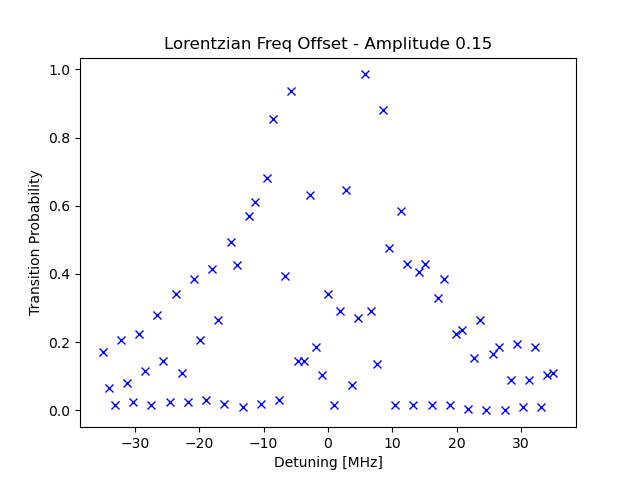 Lorentzian Freq Offset - Amplitude 0.15
1.0
0.8
0.6
0.4
0.2
0.0
Transition Probability
−30 −20 −10 0 10 20 30
Detuning [MHz]